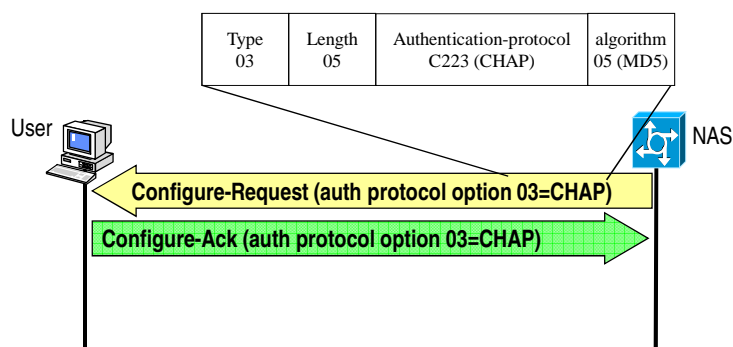 Type
03
Length
05
Authentication-protocol
C223 (CHAP)
algorithm
05 (MD5)
User
NAS
Configure-Request (auth protocol option 03=CHAP)
Configure-Ack (auth protocol option 03=CHAP)